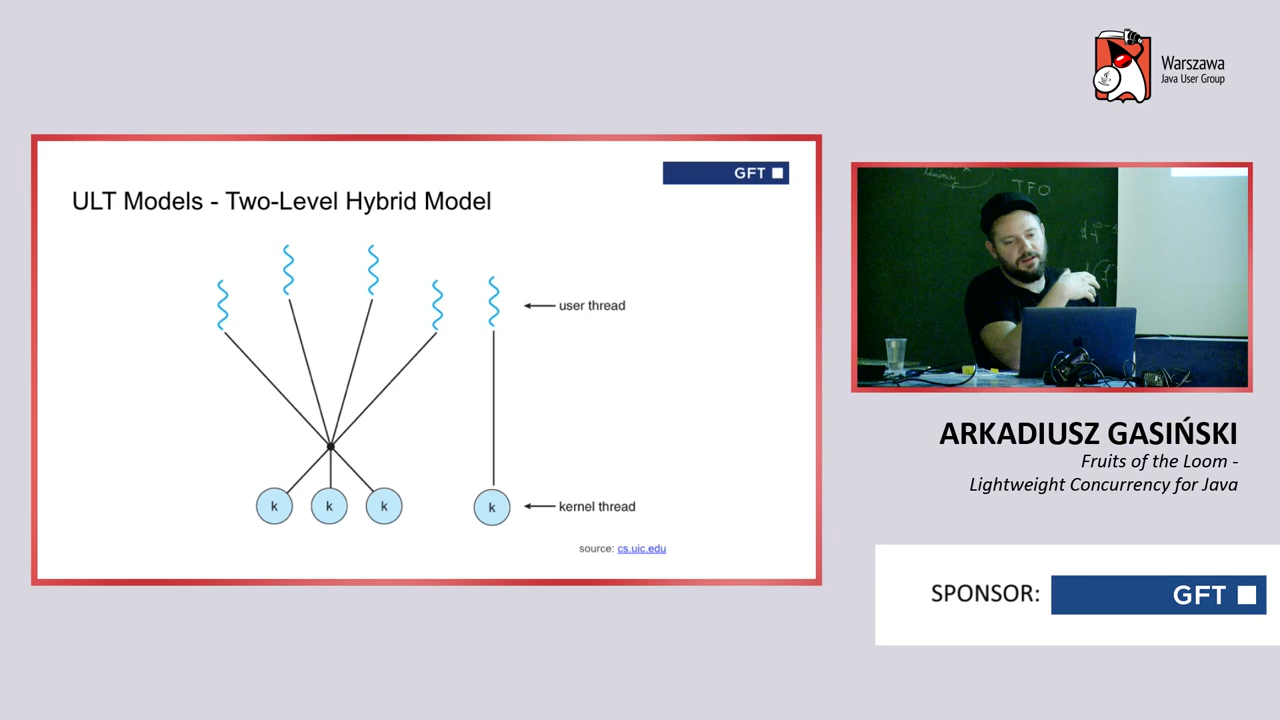 Warszawa
Java User Group
GFT
ULT Models - Two-Level Hybrid Model
user thread
k
k
k
k
kernel thread
source: cs.uic.edu
TFO
ARKADIUSZ GASIŃSKI
Fruits of the Loom -
Lightweight Concurrency for Java
SPONSOR:
GFT